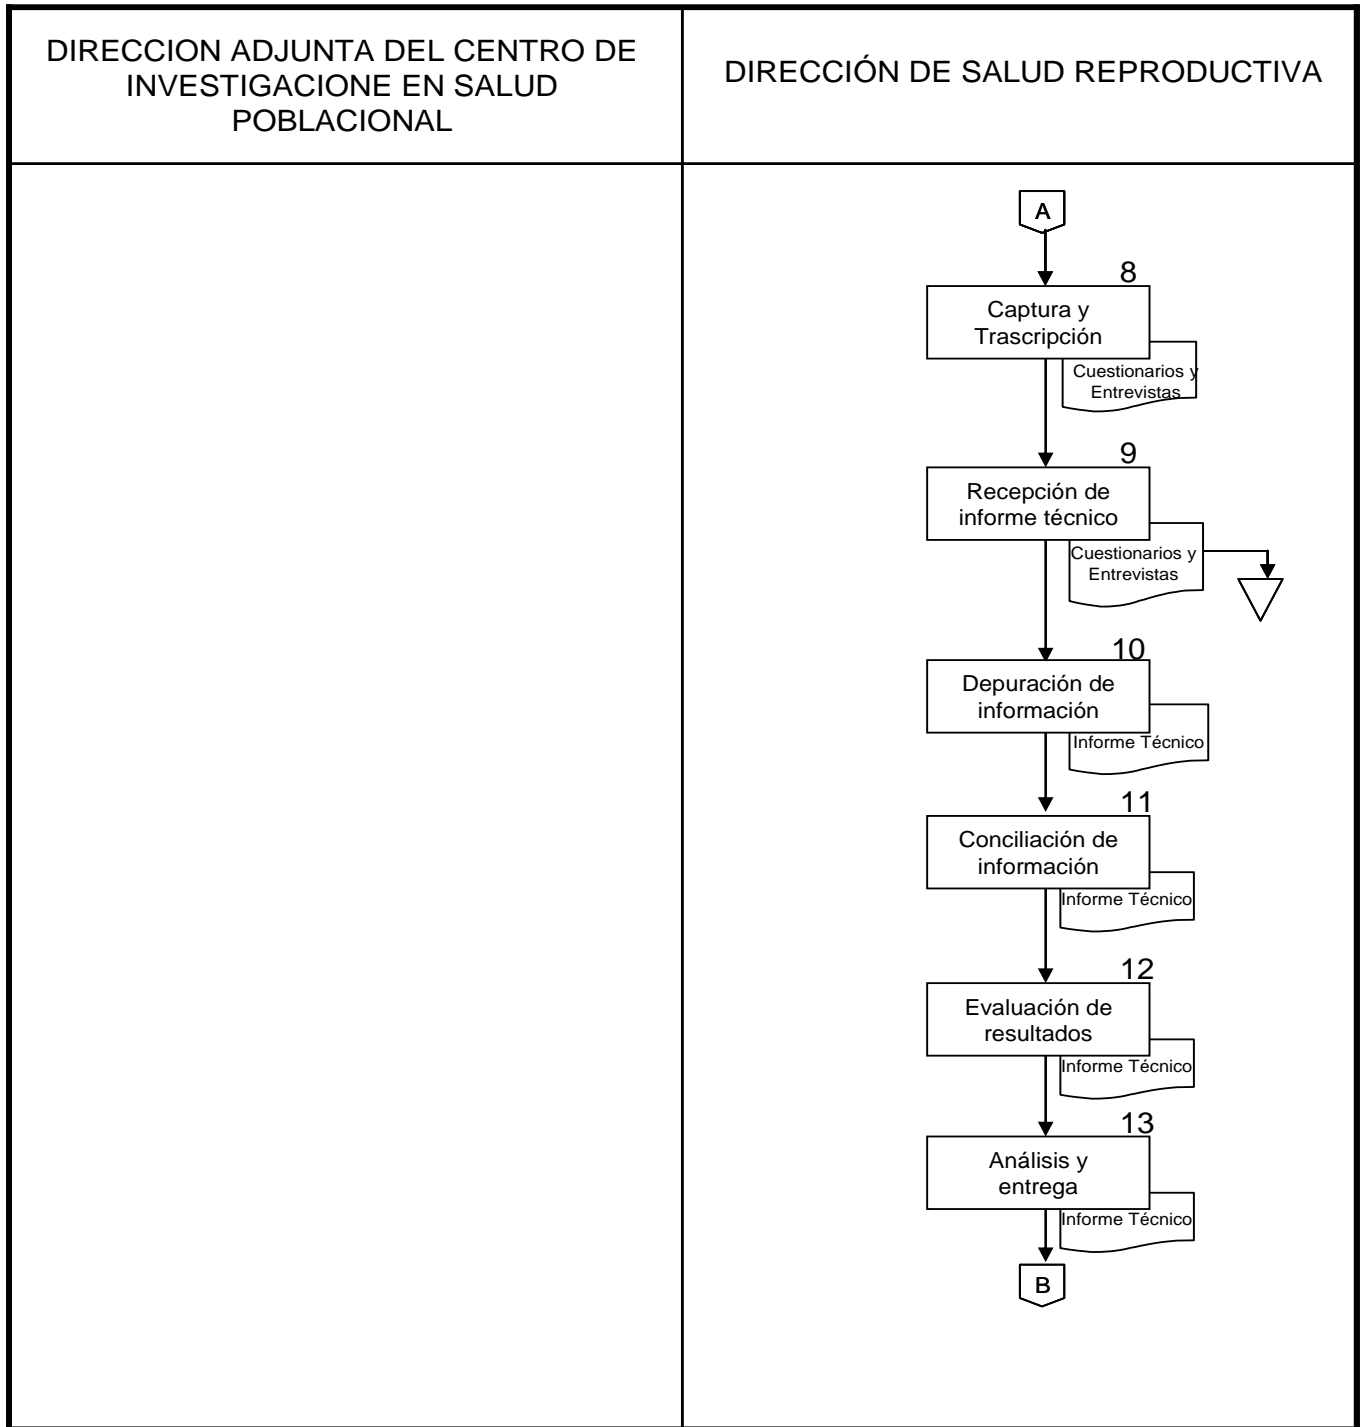 DIRECCION ADJUNTA DEL CENTRO DE
INVESTIGACIONE EN SALUD
POBLACIONAL
DIRECCIÓN DE SALUD REPRODUCTIVA
A
8
Captura y
Trascripción
Cuestionarios y
Entrevistas
9
Recepción de
informe técnico
Cuestionarios y
Entrevistas
10
Depuración de
información
Informe Técnico
11
Conciliación de
información
Informe Técnico
12
Evaluación de
resultados
Informe Técnico
13
Análisis y
entrega
Informe Técnico
B